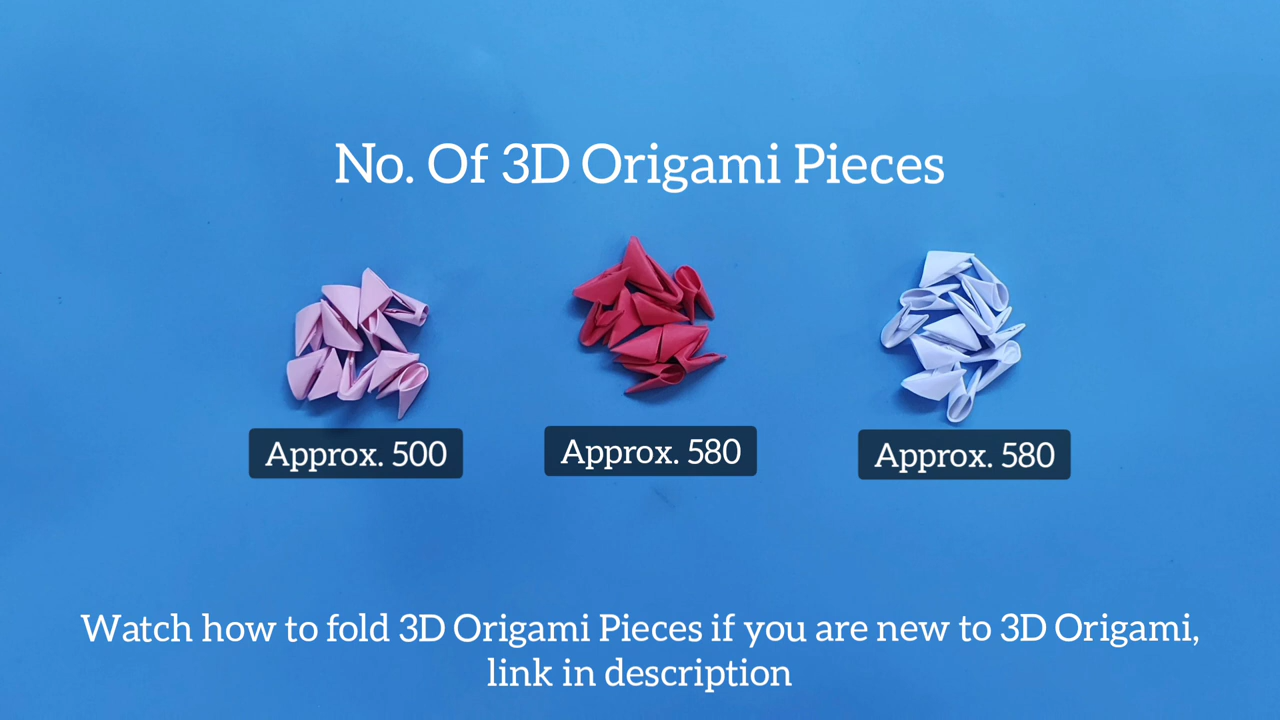 No. Of 3D Origami Pieces
Approx. 500
Approx. 580
Approx. 580
Watch how to fold 3D Origami Pieces if you are new to 3D Origami,
link in description